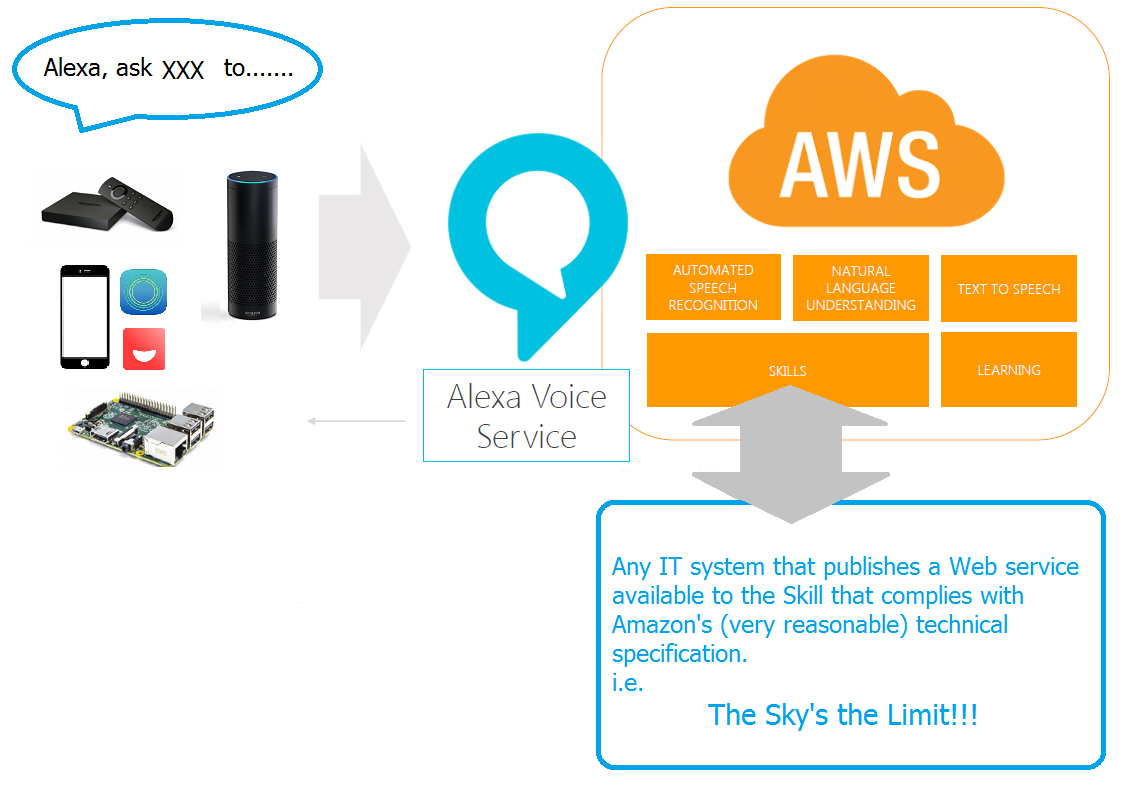 Alexa, ask XXX to.......
AWS
AUTOMATED
SPEECH
RECOGNITION
NATURAL
LANGUAGE
UNDERSTANDING
TEXT TO SPEECH
SKILLS
LEARNING
Alexa Voice
Service
Any IT system that publishes a Web service
available to the Skill that complies with
Amazon's (very reasonable) technical
specification.
i.e.
The Sky's the Limit!!!